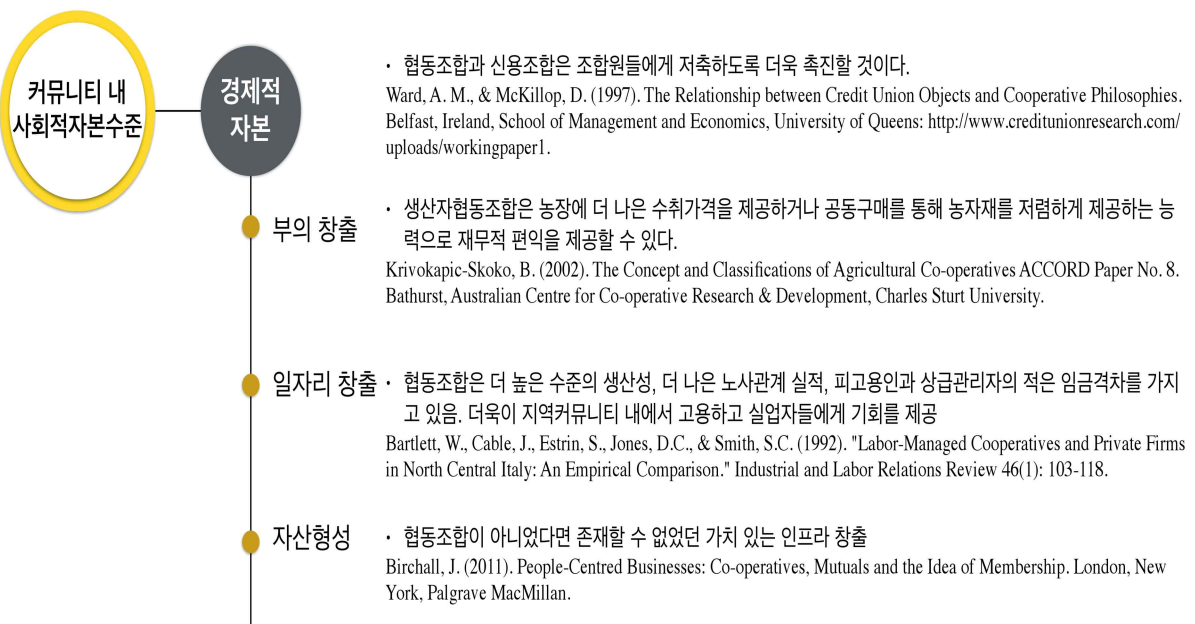 커뮤니티 내
사회적자본수준
경제적
자본
· 협동조합과 신용조합은 조합원들에게 저축하도록 더욱 촉진할 것이다.
Ward, A. M., & McKillop, D. (1997). The Relationship between Credit Union Objects and Cooperative Philosophies.
Belfast, Ireland, School of Management and Economics, University of Queens: http://www.creditunionresearch.com/
uploads/workingpaper1.
부의 창출
· 생산자협동조합은 농장에 더 나은 수취가격을 제공하거나 공동구매를 통해 농자재를 저렴하게 제공하는 능
력으로 재무적 편익을 제공할 수 있다.
Krivokapic-Skoko, B. (2002). The Concept and Classifications of Agricultural Co-operatives ACCORD Paper No. 8.
Bathurst, Australian Centre for Co-operative Research & Development, Charles Sturt University.
일자리 창출
· 협동조합은 더 높은 수준의 생산성, 더 나은 노사관계 실적, 피고용인과 상급관리자의 적은 임금격차를 가지
고 있음. 더욱이 지역커뮤니티 내에서 고용하고 실업자들에게 기회를 제공
Bartlett, W., Cable, J., Estrin, S., Jones, D.C., & Smith, S.C. (1992). "Labor-Managed Cooperatives and Private Firms
in North Central Italy: An Empirical Comparison." Industrial and Labor Relations Review 46(1): 103-118.
자산형성
· 협동조합이 아니었다면 존재할 수 없었던 가치 있는 인프라 창출
Birchall, J. (2011). People-Centred Businesses: Co-operatives, Mutuals and the Idea of Membership. London, New
York, Palgrave MacMillan.